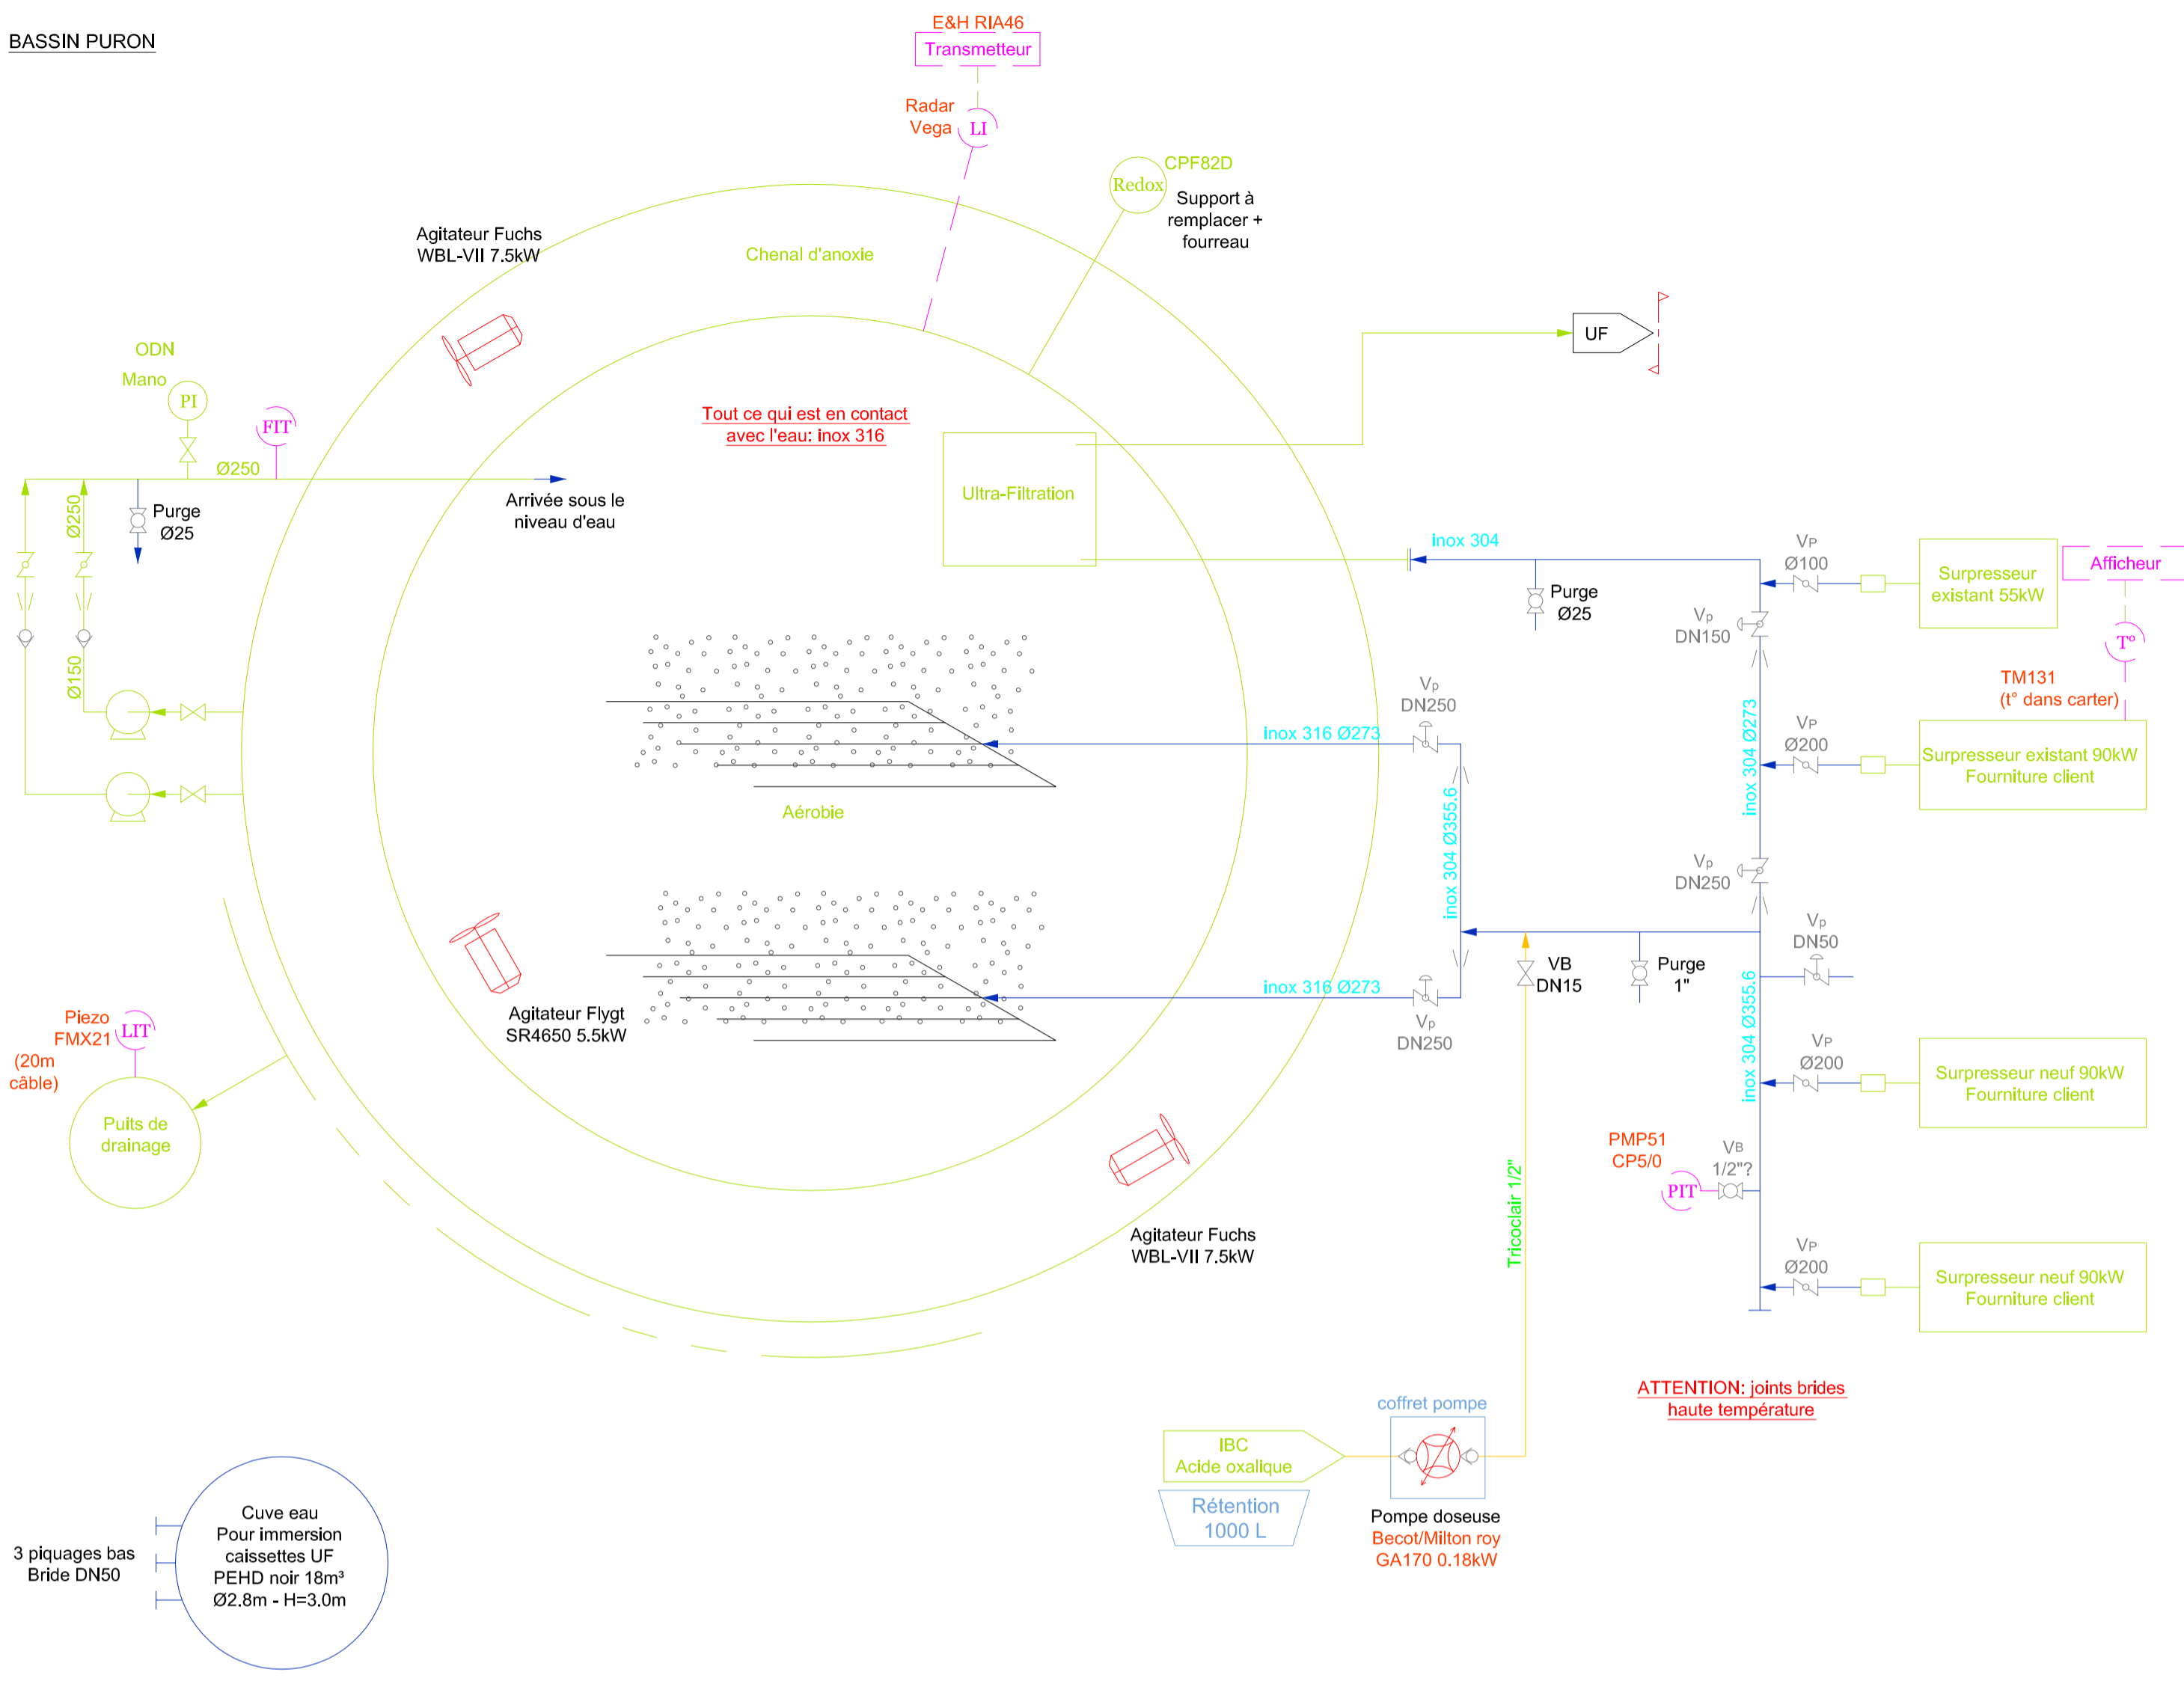 BASSIN PURON
E&H RIA46
Transmetteur
Radar
Vega
LI
Redox
CPF82D
Support à
remplacer +
fourreau
Agitateur Fuchs
WBL-VII 7.5kW
Chenal d'anoxie
UF
ODN
Mano
PI
FIT
Ø250
Ø250
Purge
Ø25
Ø150
Arrivée sous le
niveau d'eau
Tout ce qui est en contact
avec l'eau: inox 316
Ultra-Filtration
inox 304
Purge
Ø25
VP
Ø100
Surpresseur
existant 55kW
Afficheur
Vp
DN150
T°
TM131
(t° dans carter)
inox 304 Ø273
VP
Ø200
Surpresseur existant 90kW
Fourniture client
Vp
DN250
inox 316 Ø273
inox 304 Ø355.6
Aérobie
Vp
DN250
Vp
DN50
VB
DN15
Purge
1"
inox 316 Ø273
Vp
DN250
inox 304 Ø355.6
VP
Ø200
Surpresseur neuf 90kW
Fourniture client
Agitateur Flygt
SR4650 5.5kW
Piezo
FMX21
(20m
câble)
LIT
Puits de
drainage
PMP51
CP5/0
PIT
VB
1/2"?
Tricoclair 1/2"
Agitateur Fuchs
WBL-VII 7.5kW
VP
Ø200
Surpresseur neuf 90kW
Fourniture client
ATTENTION: joints brides
haute température
coffret pompe
IBC
Acide oxalique
Rétention
1000 L
Pompe doseuse
Becot/Milton roy
GA170 0.18kW
3 piquages bas
Bride DN50
Cuve eau
Pour immersion
caissettes UF
PEHD noir 18m³
Ø2.8m - H=3.0m